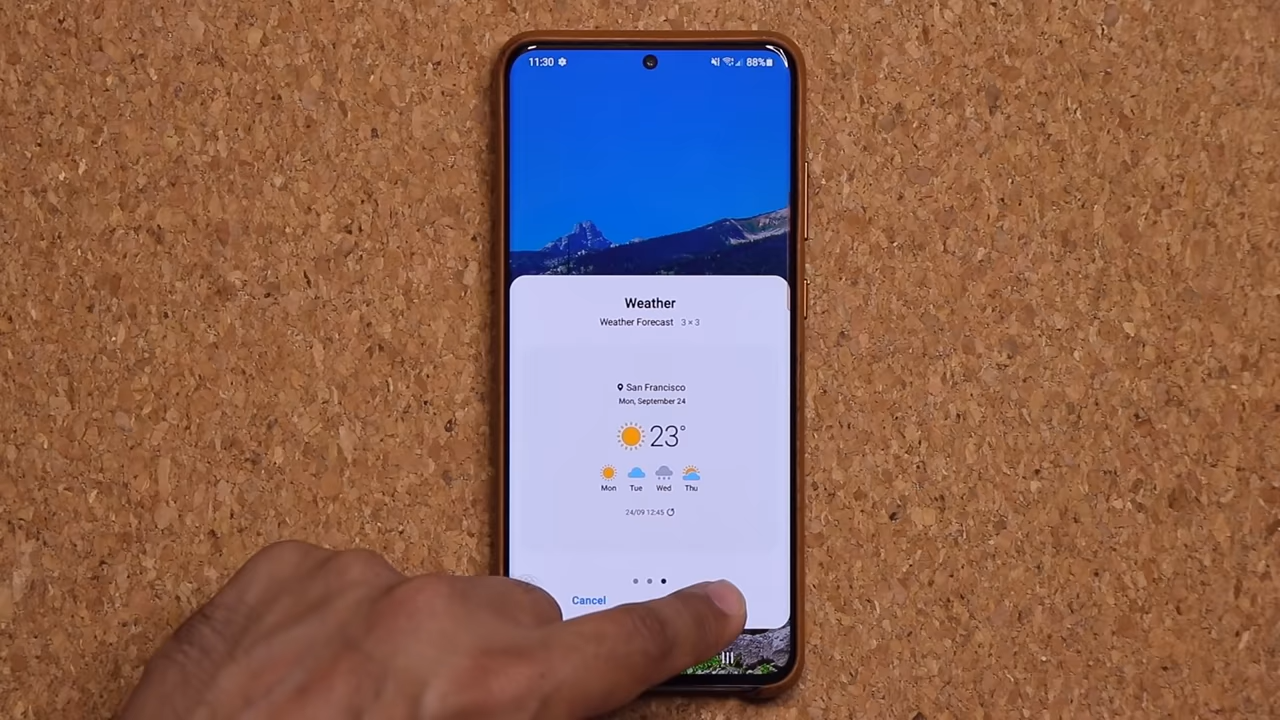 11:30 88%
Weather
Weather Forecast 3 × 3
San Francisco
Mon, September 24
23°
Mon Tue Wed Thu
24/09 12:45
Cancel